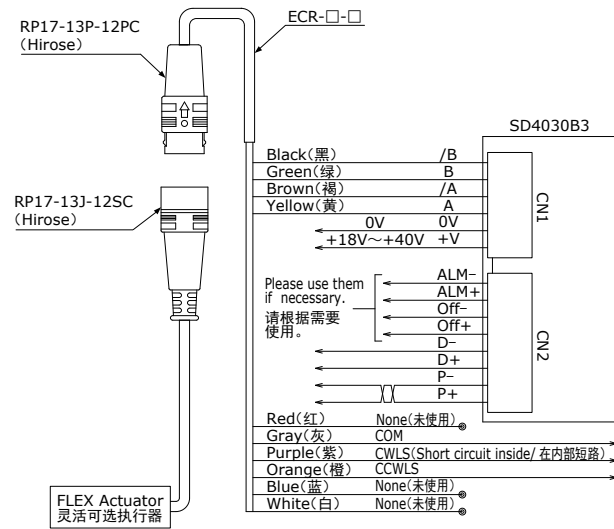 RP17-13P-12PC
(Hirose)
ECR-□-□
RP17-13J-12SC
(Hirose)
SD4030B3
Black(黑) /B
Green(绿) B
Brown(褐) /A
Yellow(黄) A
0V 0V
+18V～+40V +V
CN1
Please use them
if necessary.
请根据需要
使用。
ALM−
ALM+
Off−
Off+
D−
D+
P−
P+
CN2
Red(红) None(未使用)
Gray(灰) COM
Purple(紫) CWLS(Short circuit inside/ 在内部短路)
Orange(橙) CCWLS
Blue(蓝) None(未使用)
White(白) None(未使用)
FLEX Actuator
灵活可选执行器